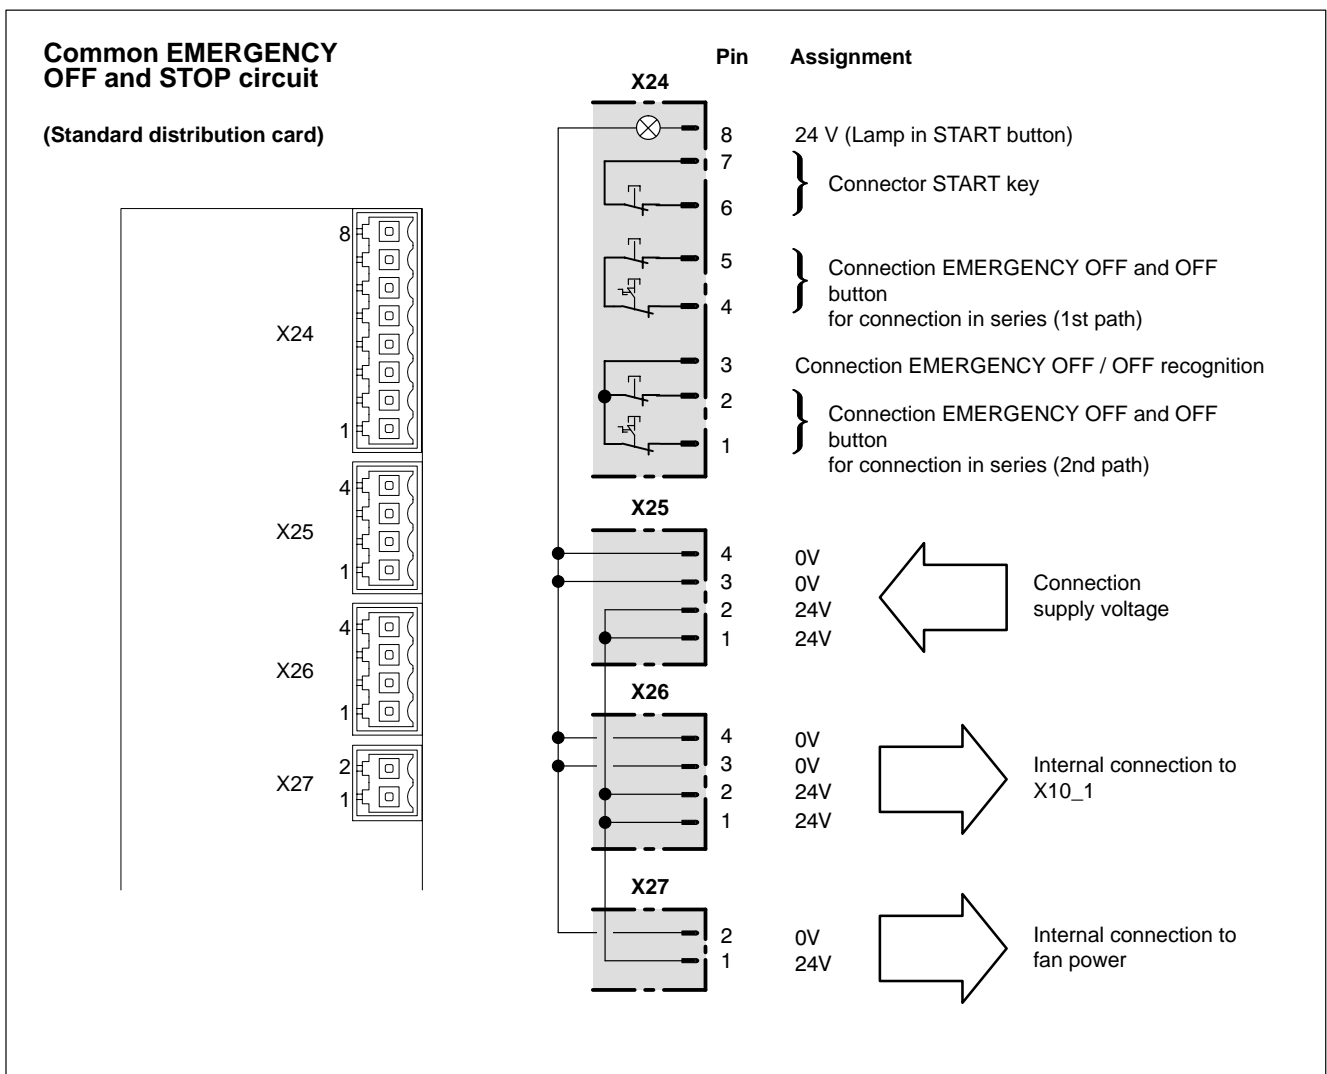 Common EMERGENCY
OFF and STOP circuit
(Standard distribution card)
8
X24
1
4
X25
1
4
X26
1
2
X27
1
Pin Assignment
X24
8 24 V (Lamp in START button)
7
Connector START key
6
5
Connection EMERGENCY OFF and OFF
button
4
for connection in series (1st path)
3 Connection EMERGENCY OFF / OFF recognition
2
Connection EMERGENCY OFF and OFF
button
1
for connection in series (2nd path)
X25
4 0V
3 0V
2 24V
1 24V
Connection
supply voltage
X26
4 0V
3 0V
2 24V
1 24V
Internal connection to
X10_1
X27
2 0V
1 24V
Internal connection to
fan power